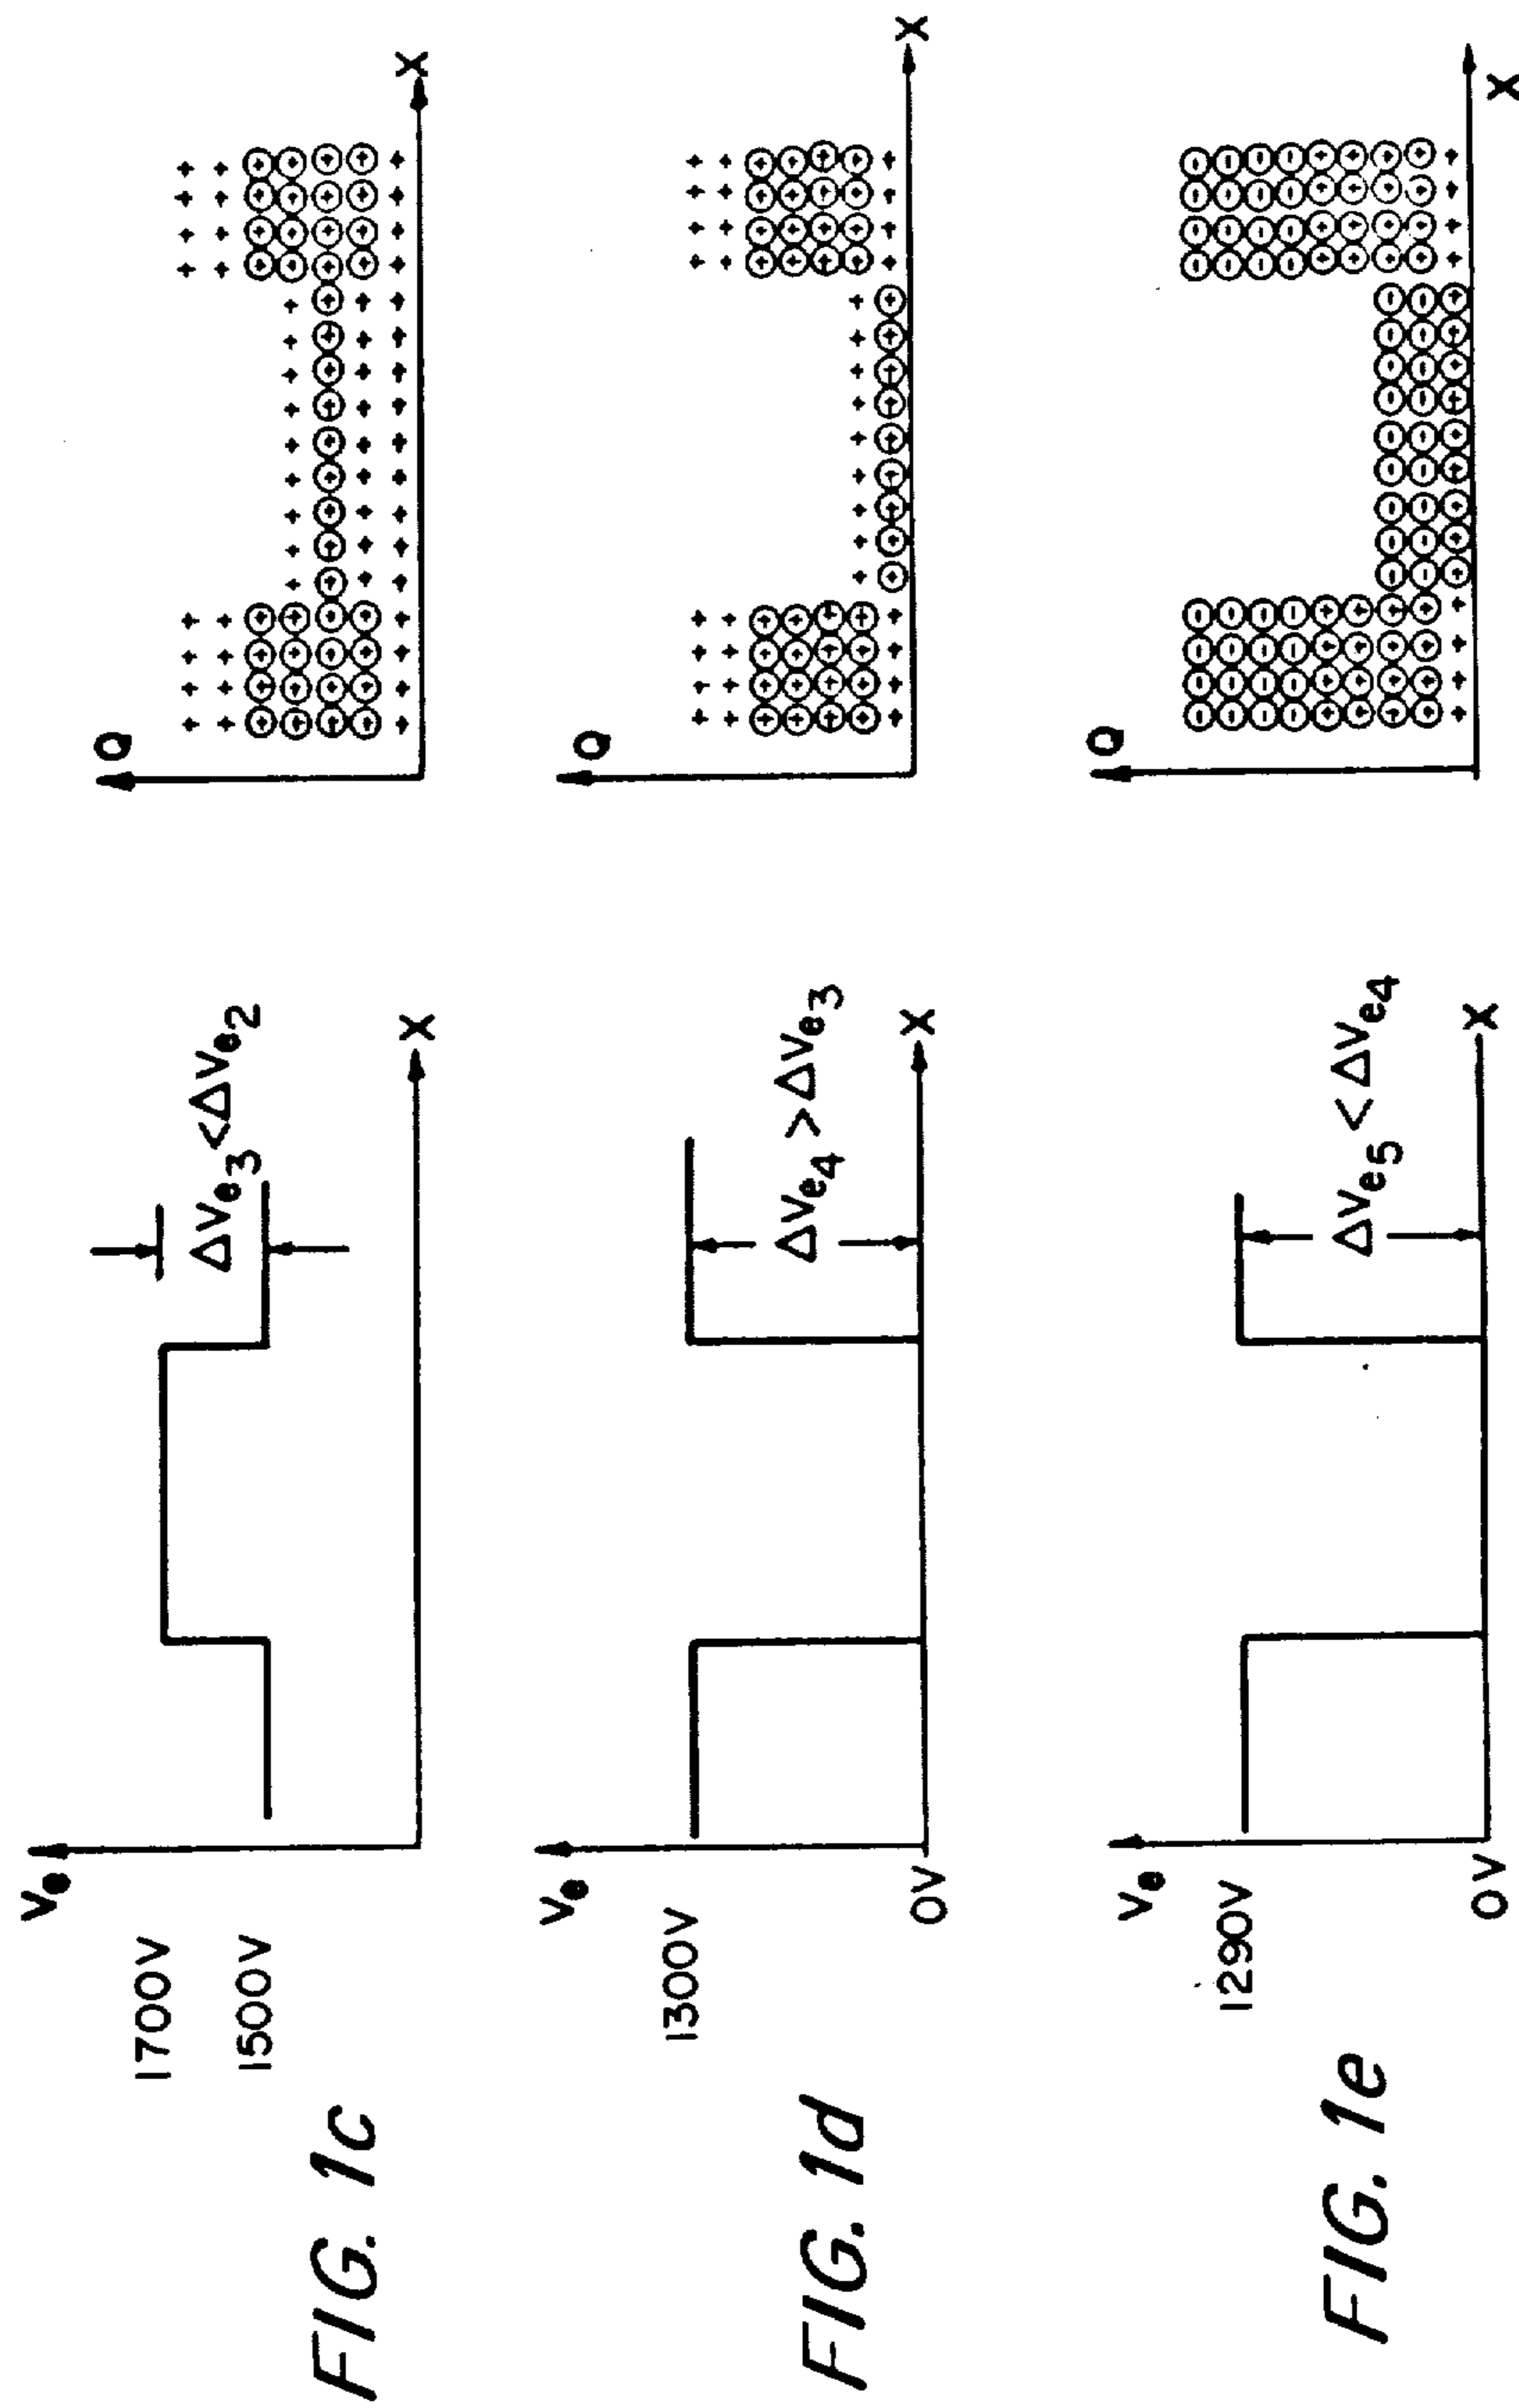 FIG. 1c
Ve
1700V
1500V
ΔVe3 < ΔVe2
X
Q
X
FIG. 1d
Ve
1300V
0V
ΔVe4 > ΔVe3
X
Q
X
FIG. 1e
Ve
1290V
0V
ΔVe5 < ΔVe4
X
Q
X